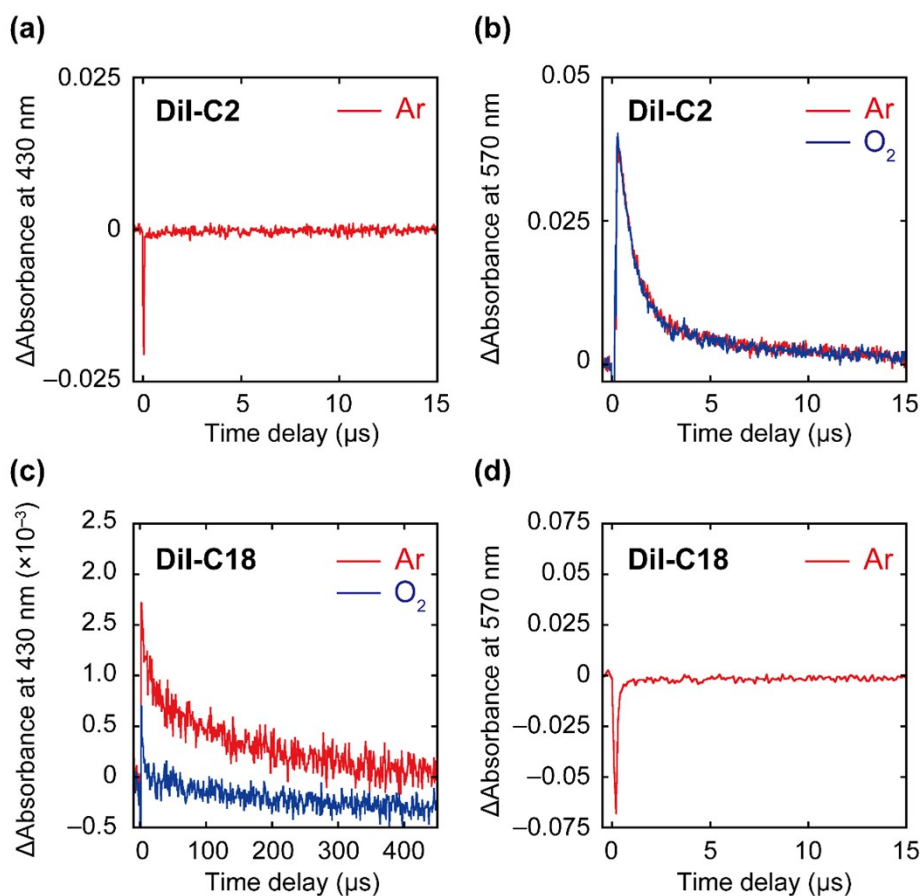 (a)
ΔAbsorbance at 430 nm
0.025
0
−0.025
DiI-C2
Ar
0 5 10 15
Time delay (μs)
(b)
ΔAbsorbance at 570 nm
0.05
0.025
0
DiI-C2
Ar
O₂
0 5 10 15
Time delay (μs)
(c)
ΔAbsorbance at 430 nm (×10⁻³)
2.5
2.0
2.5
1.0
0.5
0
−0.5
DiI-C18
Ar
O₂
0 100 200 300 400
Time delay (μs)
(d)
ΔAbsorbance at 570 nm
0.075
0.050
0.025
0
−0.025
−0.050
−0.075
DiI-C18
Ar
0 5 10 15
Time delay (μs)